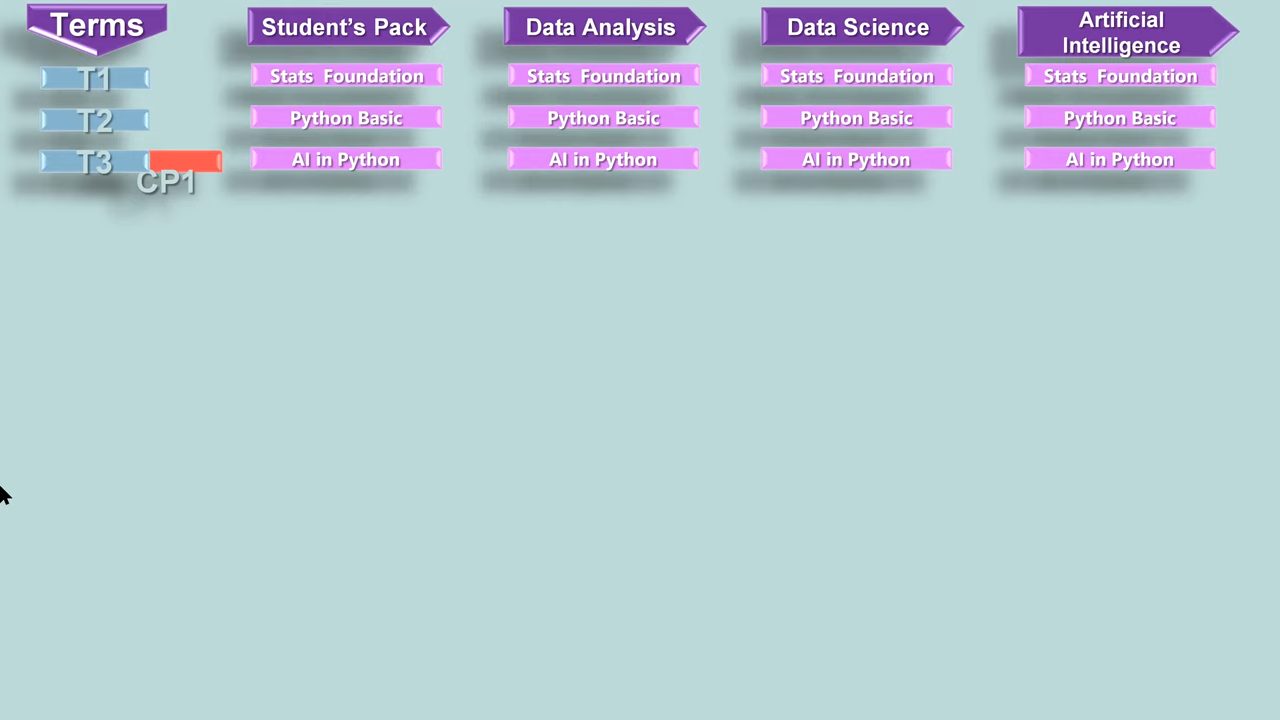 Terms
Student's Pack
Data Analysis
Data Science
Artificial
Intelligence
T1
Stats Foundation
Stats Foundation
Stats Foundation
Stats Foundation
T2
Python Basic
Python Basic
Python Basic
Python Basic
T3
AI in Python
AI in Python
AI in Python
AI in Python
CP1